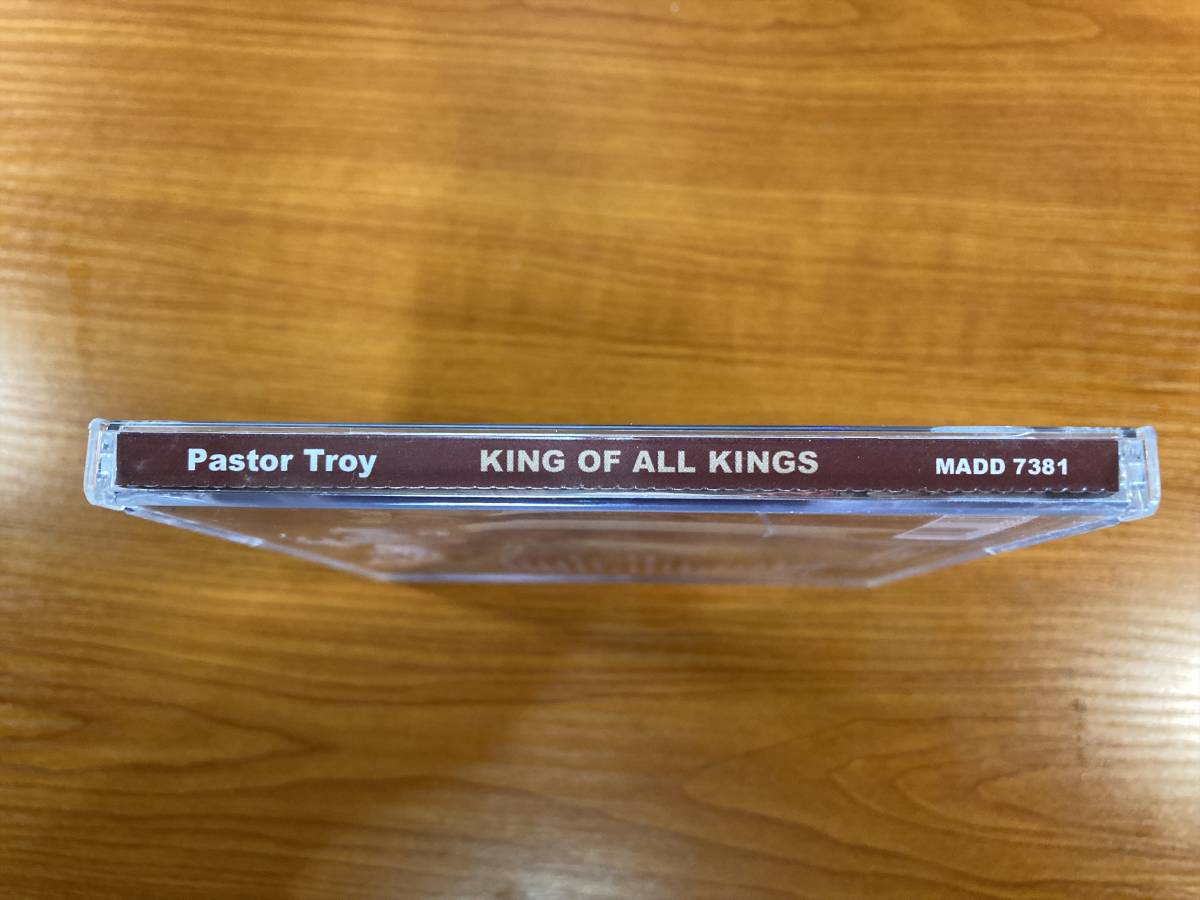 Pastor Troy KING OF ALL KINGS MADD 7381